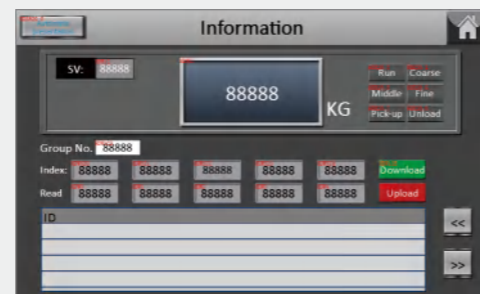 Information
SV: 88888
88888
KG
Run Coarse
Middle Fine
Pick-up Unload
Group No. 88888
Index: 88888 88888 88888 88888 88888 Download
Read 88888 88888 88888 88888 88888 Upload
ID
<<
>>